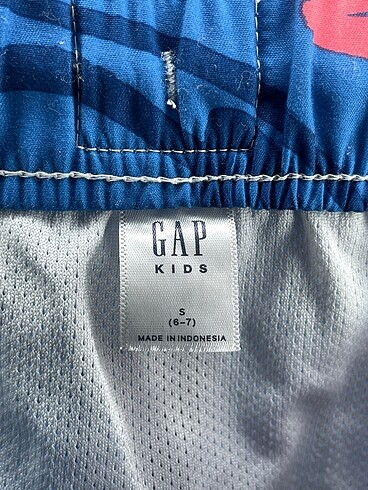 GAP
KIDS
S
(6-7)
MADE IN INDONESIA